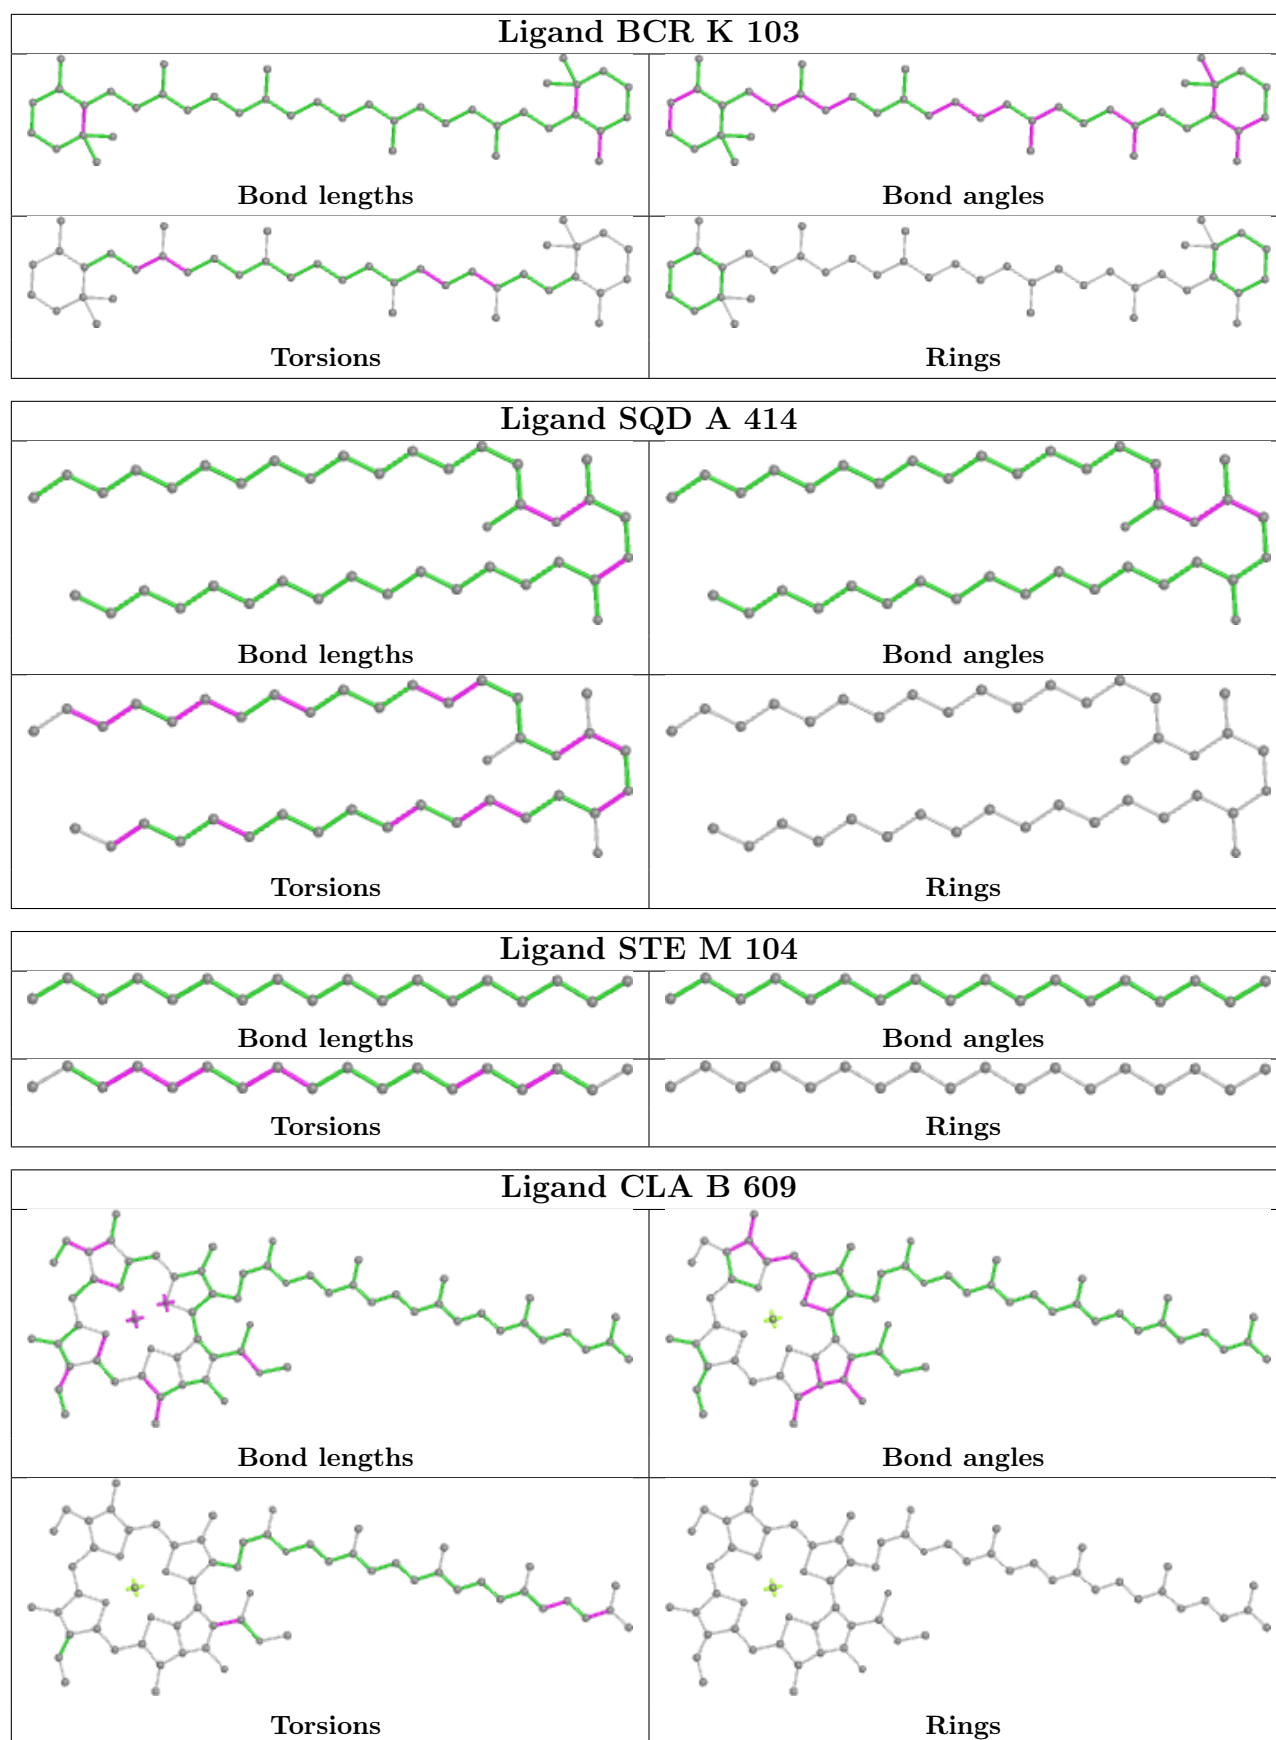 Ligand BCR K 103
Bond lengths
Bond angles
Torsions
Rings
Ligand SQD A 414
Bond lengths
Bond angles
Torsions
Rings
Ligand STE M 104
Bond lengths
Bond angles
Torsions
Rings
Ligand CLA B 609
Bond lengths
Bond angles
Torsions
Rings